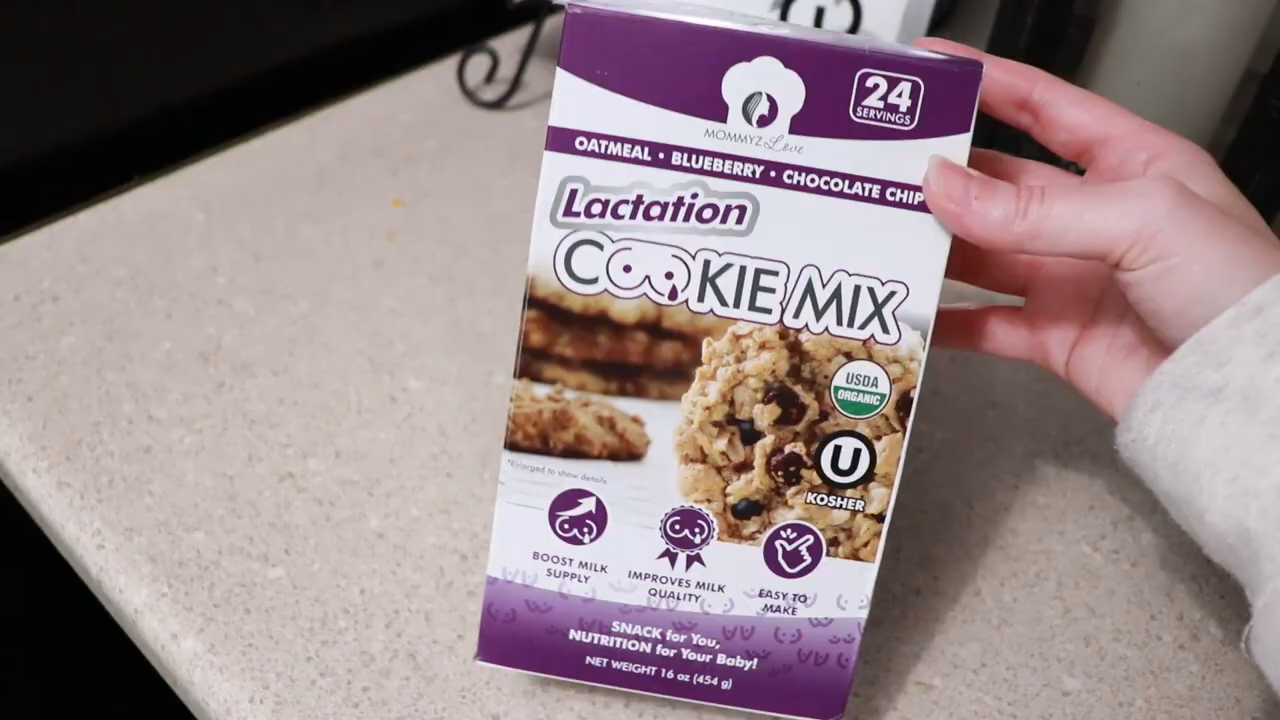 24
SERVINGS
MOMMYZ Love
OATMEAL • BLUEBERRY • CHOCOLATE CHIP
Lactation
COOKIE MIX
USDA
ORGANIC
U
KOSHER
*Enlarged to show details
BOOST MILK
SUPPLY
IMPROVES MILK
QUALITY
EASY TO
MAKE
SNACK for You,
NUTRITION for Your Baby!
NET WEIGHT 16 oz (454 g)